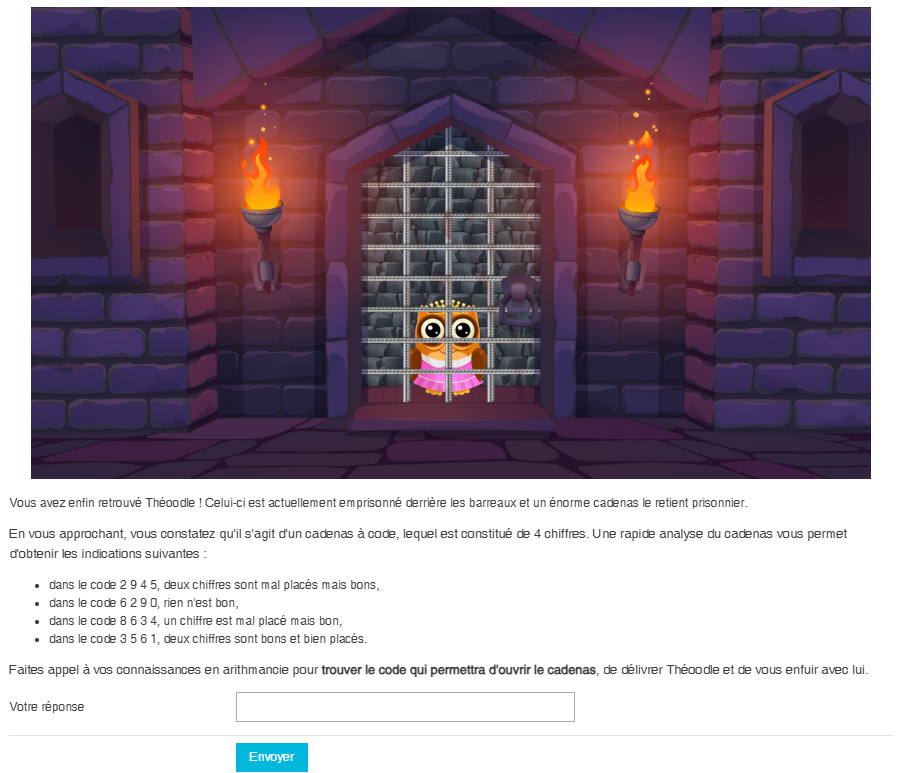 Vous avez enfin retrouvé Théoodle ! Celui-ci est actuellement emprisonné derrière les barreaux et un énorme cadenas le retient prisonnier.
En vous approchant, vous constatez qu'il s'agit d'un cadenas à code, lequel est constitué de 4 chiffres. Une rapide analyse du cadenas vous permet
d'obtenir les indications suivantes :
• dans le code 2 9 4 5, deux chiffres sont mal placés mais bons,
• dans le code 6 2 9 0, rien n'est bon,
• dans le code 8 6 3 4, un chiffre est mal placé mais bon,
• dans le code 3 5 6 1, deux chiffres sont bons et bien placés.
Faites appel à vos connaissances en arithmancie pour trouver le code qui permettra d'ouvrir le cadenas, de délivrer Théoodle et de vous enfuir avec lui.
Votre réponse
Envoyer